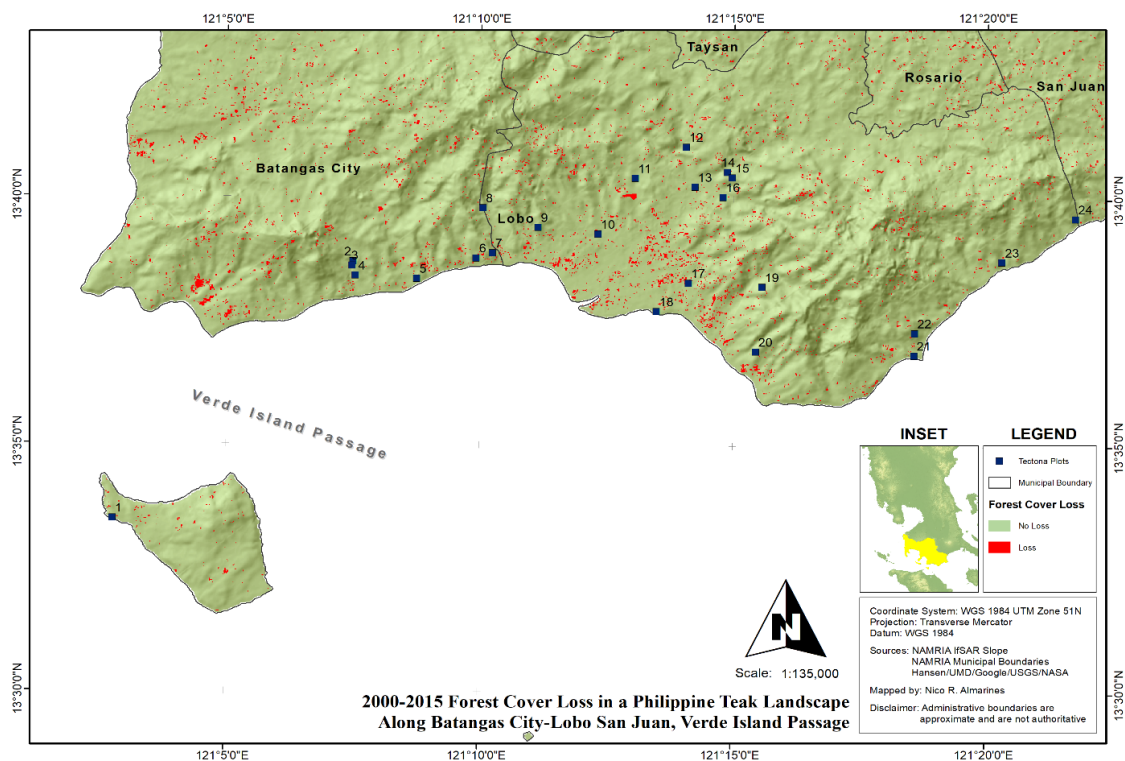 121°5'0"E
121°10'0"E
121°15'0"E
121°20'0"E
Taysan
Rosario
San Juan
Batangas City
Lobo
13°40'0"N
13°40'0"N
12
14
15
11
13
16
8
9
10
24
2
3
4
5
6
7
17
18
19
23
20
22
21
Verde Island Passage
13°35'0"N
13°35'0"N
1
INSET
LEGEND
Tectona Plots
Municipal Boundary
Forest Cover Loss
No Loss
Loss
N
Scale: 1:135,000
Coordinate System: WGS 1984 UTM Zone 51N
Projection: Transverse Mercator
Datum: WGS 1984
Sources: NAMRIA IfSAR Slope
NAMRIA Municipal Boundaries
Hansen/UMD/Google/USGS/NASA
Mapped by: Nico R. Almarines
Disclaimer: Administrative boundaries are
approximate and are not authoritative
13°30'0"N
13°30'0"N
2000-2015 Forest Cover Loss in a Philippine Teak Landscape
Along Batangas City-Lobo San Juan, Verde Island Passage
121°5'0"E
121°10'0"E
121°15'0"E
121°20'0"E